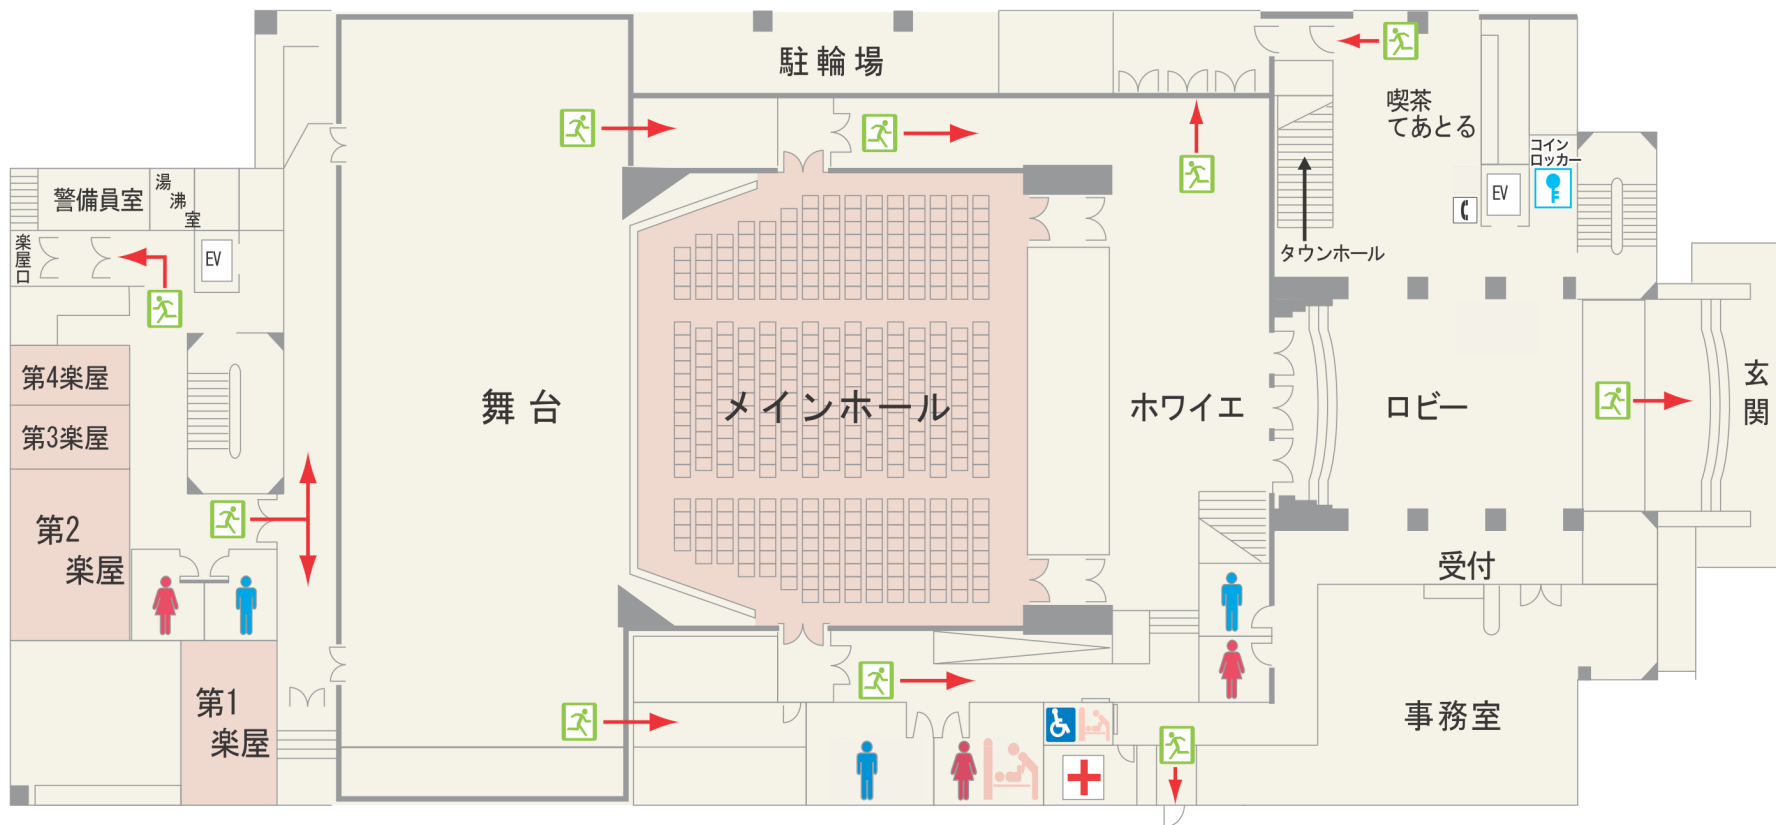 駐輪場
喫茶
てあとる
コイン
ロッカー
EV
警備員室
湯
沸
室
楽
屋
口
EV
タウンホール
第4楽屋
第3楽屋
舞台
メインホール
ホワイエ
ロビー
玄
関
第2
楽屋
受付
第1
楽屋
事務室